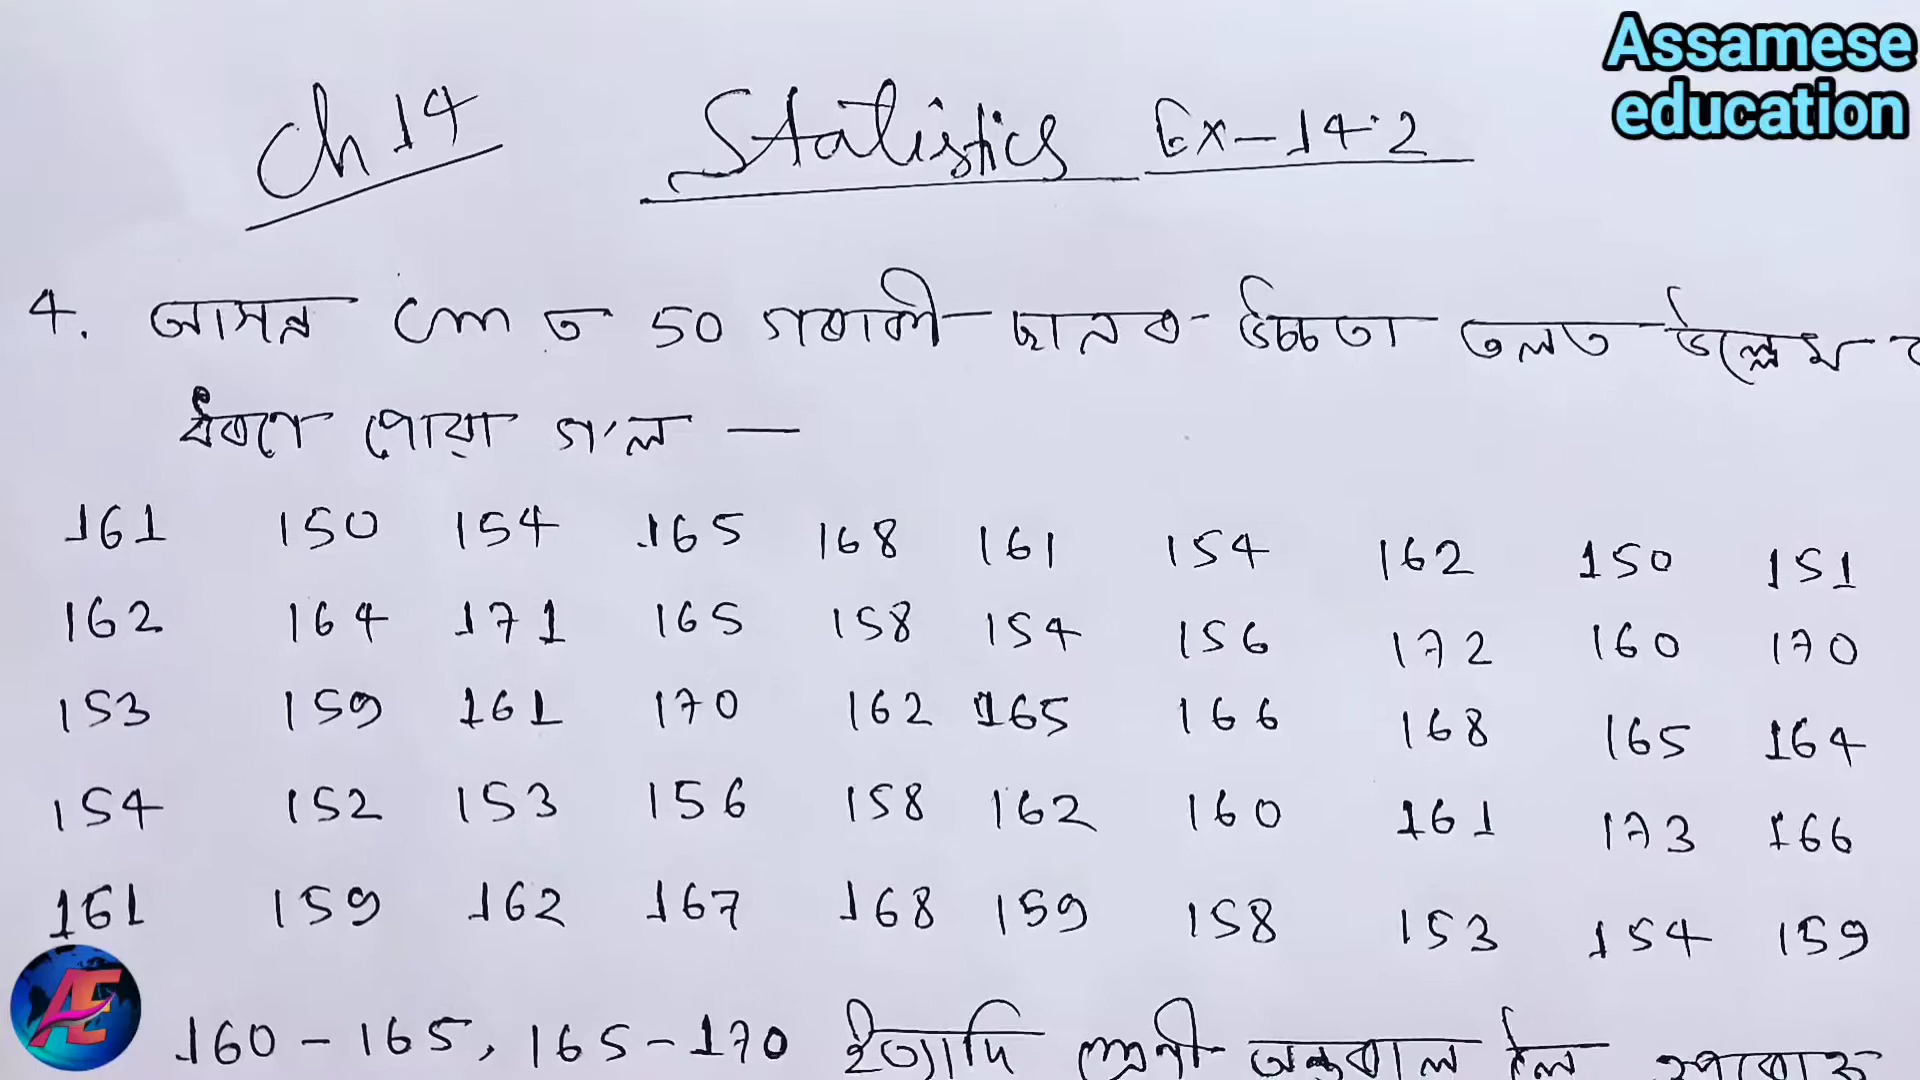 Assamese
education
Ch 14 Statistics Ex-14.2
4. আসন্ন cm ত 50 গৰাকী ছাত্ৰৰ উচ্চতা তলত উল্লেখ
ধৰণে পোৱা গ'ল —
161 150 154 165 168 161 154 162 150 151
162 164 171 165 158 154 156 172 160 170
153 159 161 170 162 165 166 168 165 164
154 152 153 156 158 162 160 161 173 166
161 159 162 167 168 159 158 153 154 159
AE
160-165, 165-170 ইত্যাদি শ্ৰেণী অন্তৰাল লৈ